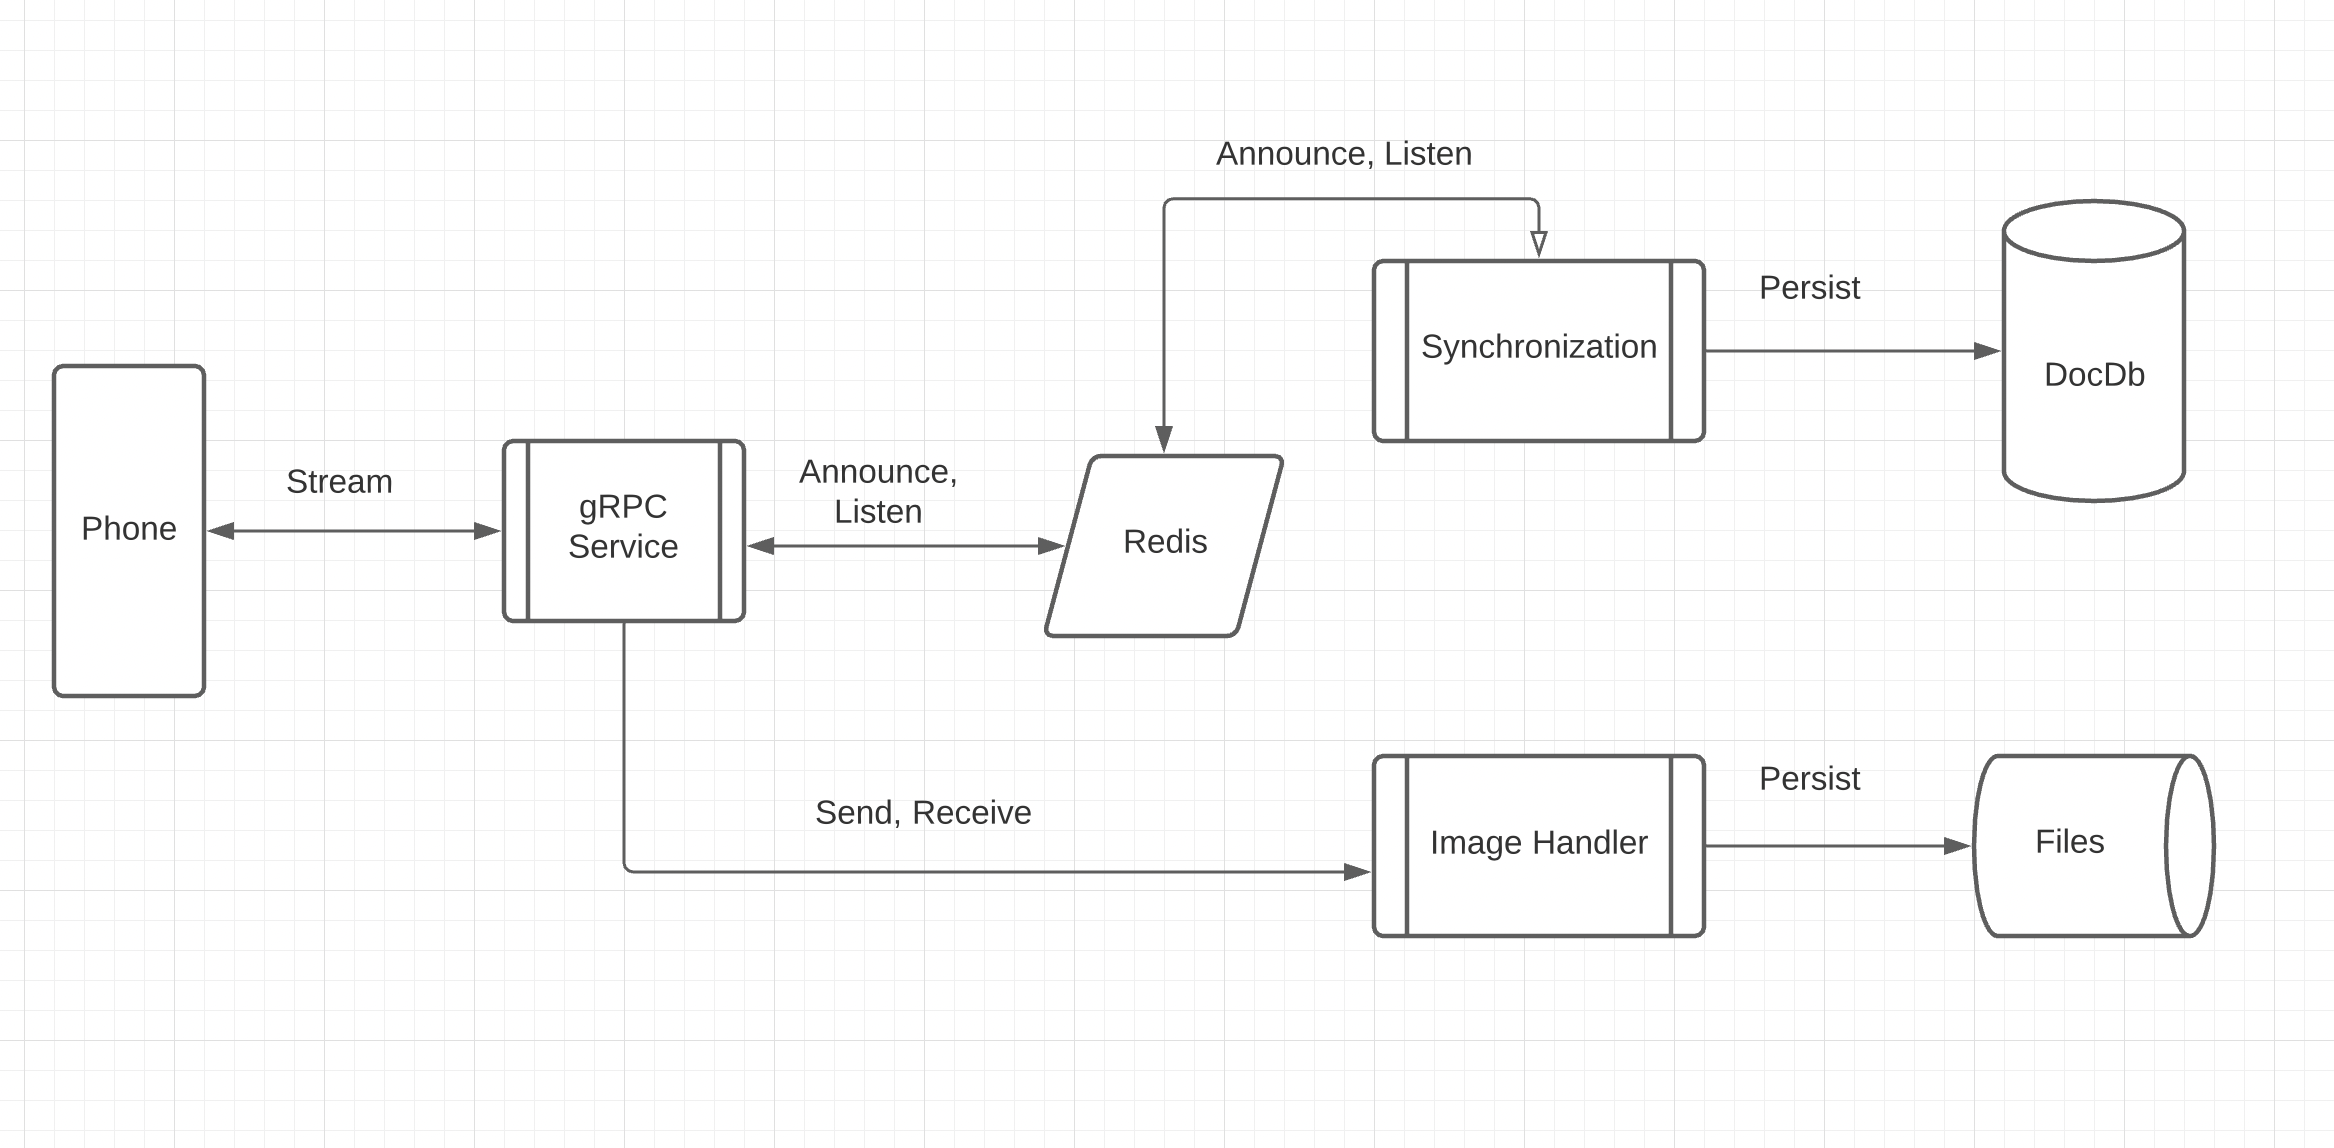 Announce, Listen
Persist
Synchronization
DocDb
Stream
Phone
gRPC
Service
Announce,
Listen
Redis
Send, Receive
Persist
Image Handler
Files